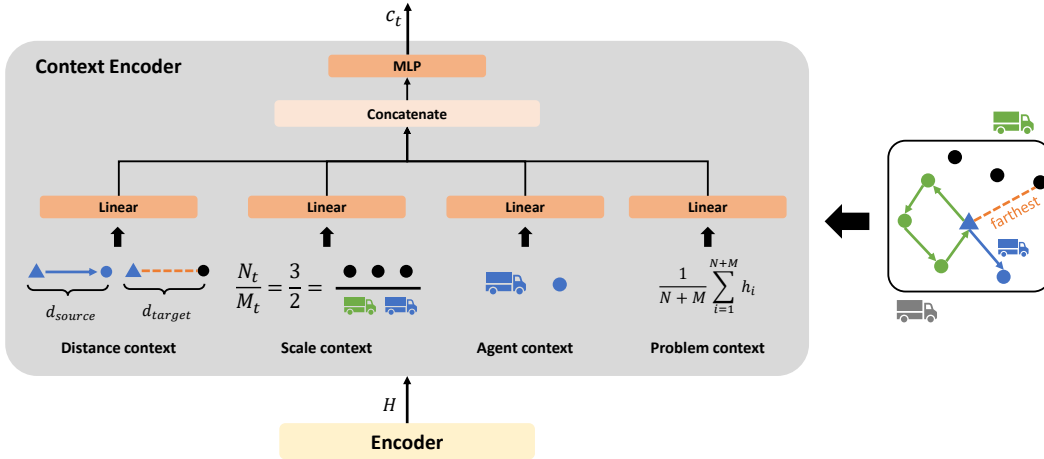 c_t
Context Encoder
MLP
Concatenate
Linear Linear Linear Linear
farthest
N_t/M_t = 3/2 =
1/(N + M) ∑_{i=1}^{N+M} h_i
d_source d_target
Distance context Scale context Agent context Problem context
H
Encoder